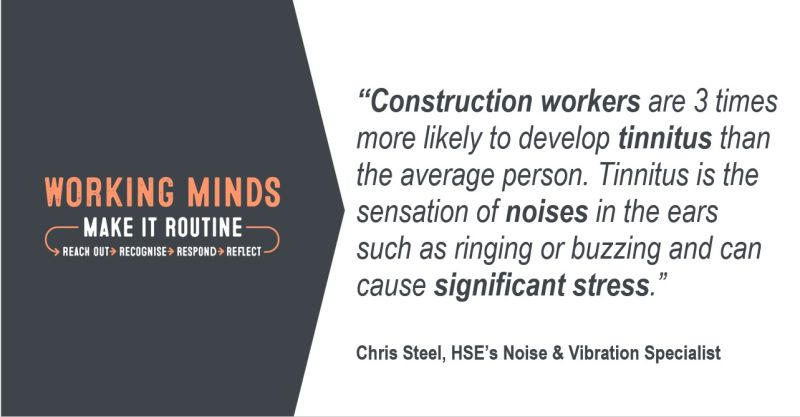 WORKING MINDS
MAKE IT ROUTINE
REACH OUT→ RECOGNISE→ RESPOND→ REFLECT
“Construction workers are 3 times
more likely to develop tinnitus than
the average person. Tinnitus is the
sensation of noises in the ears
such as ringing or buzzing and can
cause significant stress.”
Chris Steel, HSE’s Noise & Vibration Specialist